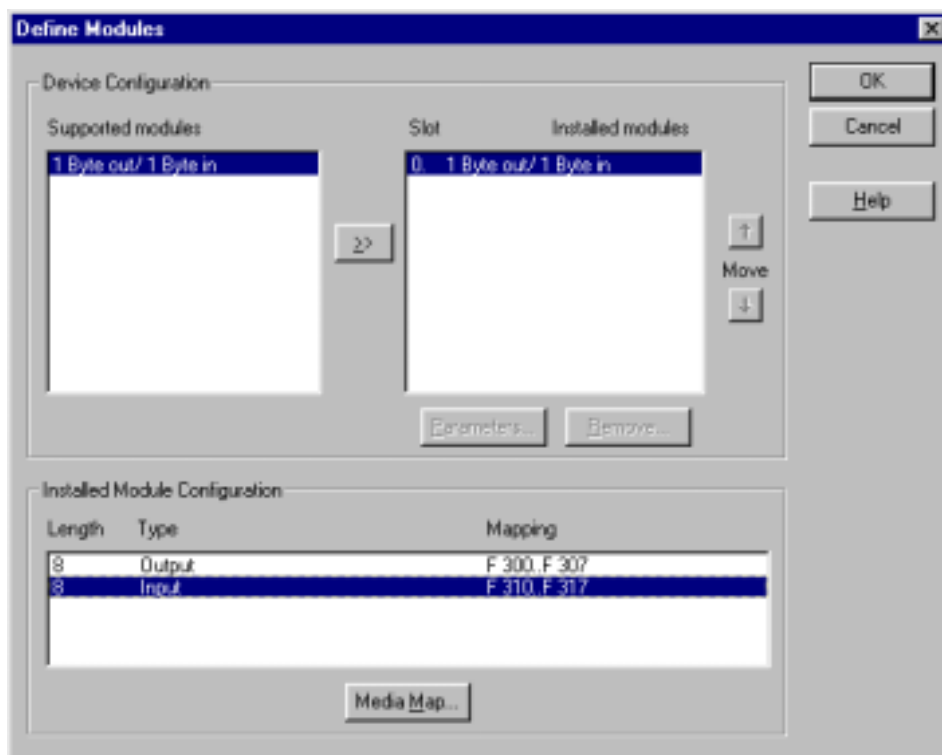 Define Modules
Device Configuration
OK
Cancel
Help
Supported modules
Slot Installed modules
1 Byte out/ 1 Byte in
0. 1 Byte out/ 1 Byte in
>>
↑
Move
↓
Parameters...
Remove...
Installed Module Configuration
Length Type Mapping
8 Output F 300..F 307
8 Input F 310..F 317
Media Map...